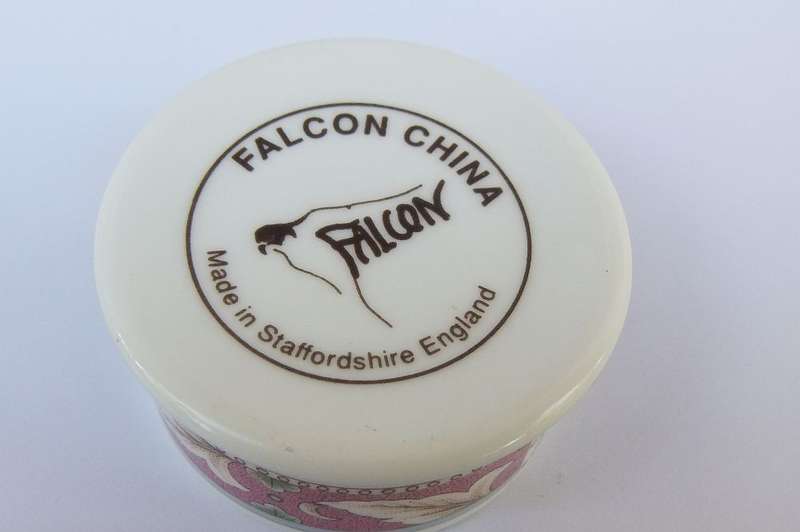 FALCON CHINA
FALCON
Made in Staffordshire England